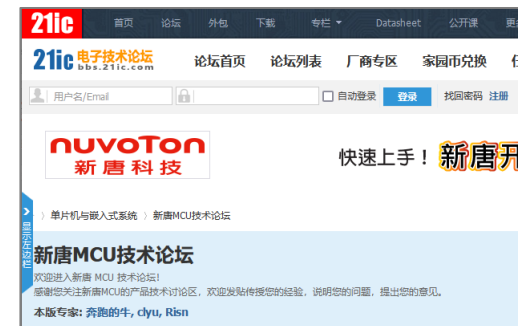 21ic 首页 论坛 外包 下载 专栏 Datasheet 公开课
21ic 电子技术论坛 bbs.21ic.com 论坛首页 论坛列表 厂商专区 家园币兑换
用户名/Email 自动登录 登录 找回密码 注册
nuvoTon
新唐科技
快速上手！ 新唐开
显示左边栏
〉 单片机与嵌入式系统 〉 新唐MCU技术论坛
新唐MCU技术论坛
欢迎进入新唐 MCU 技术论坛!
感谢您关注新唐MCU的产品技术讨论区，欢迎发贴传授您的经验，说明您的问题，提出您的意见。
本版专家: 奔跑的牛, clyu, Risn